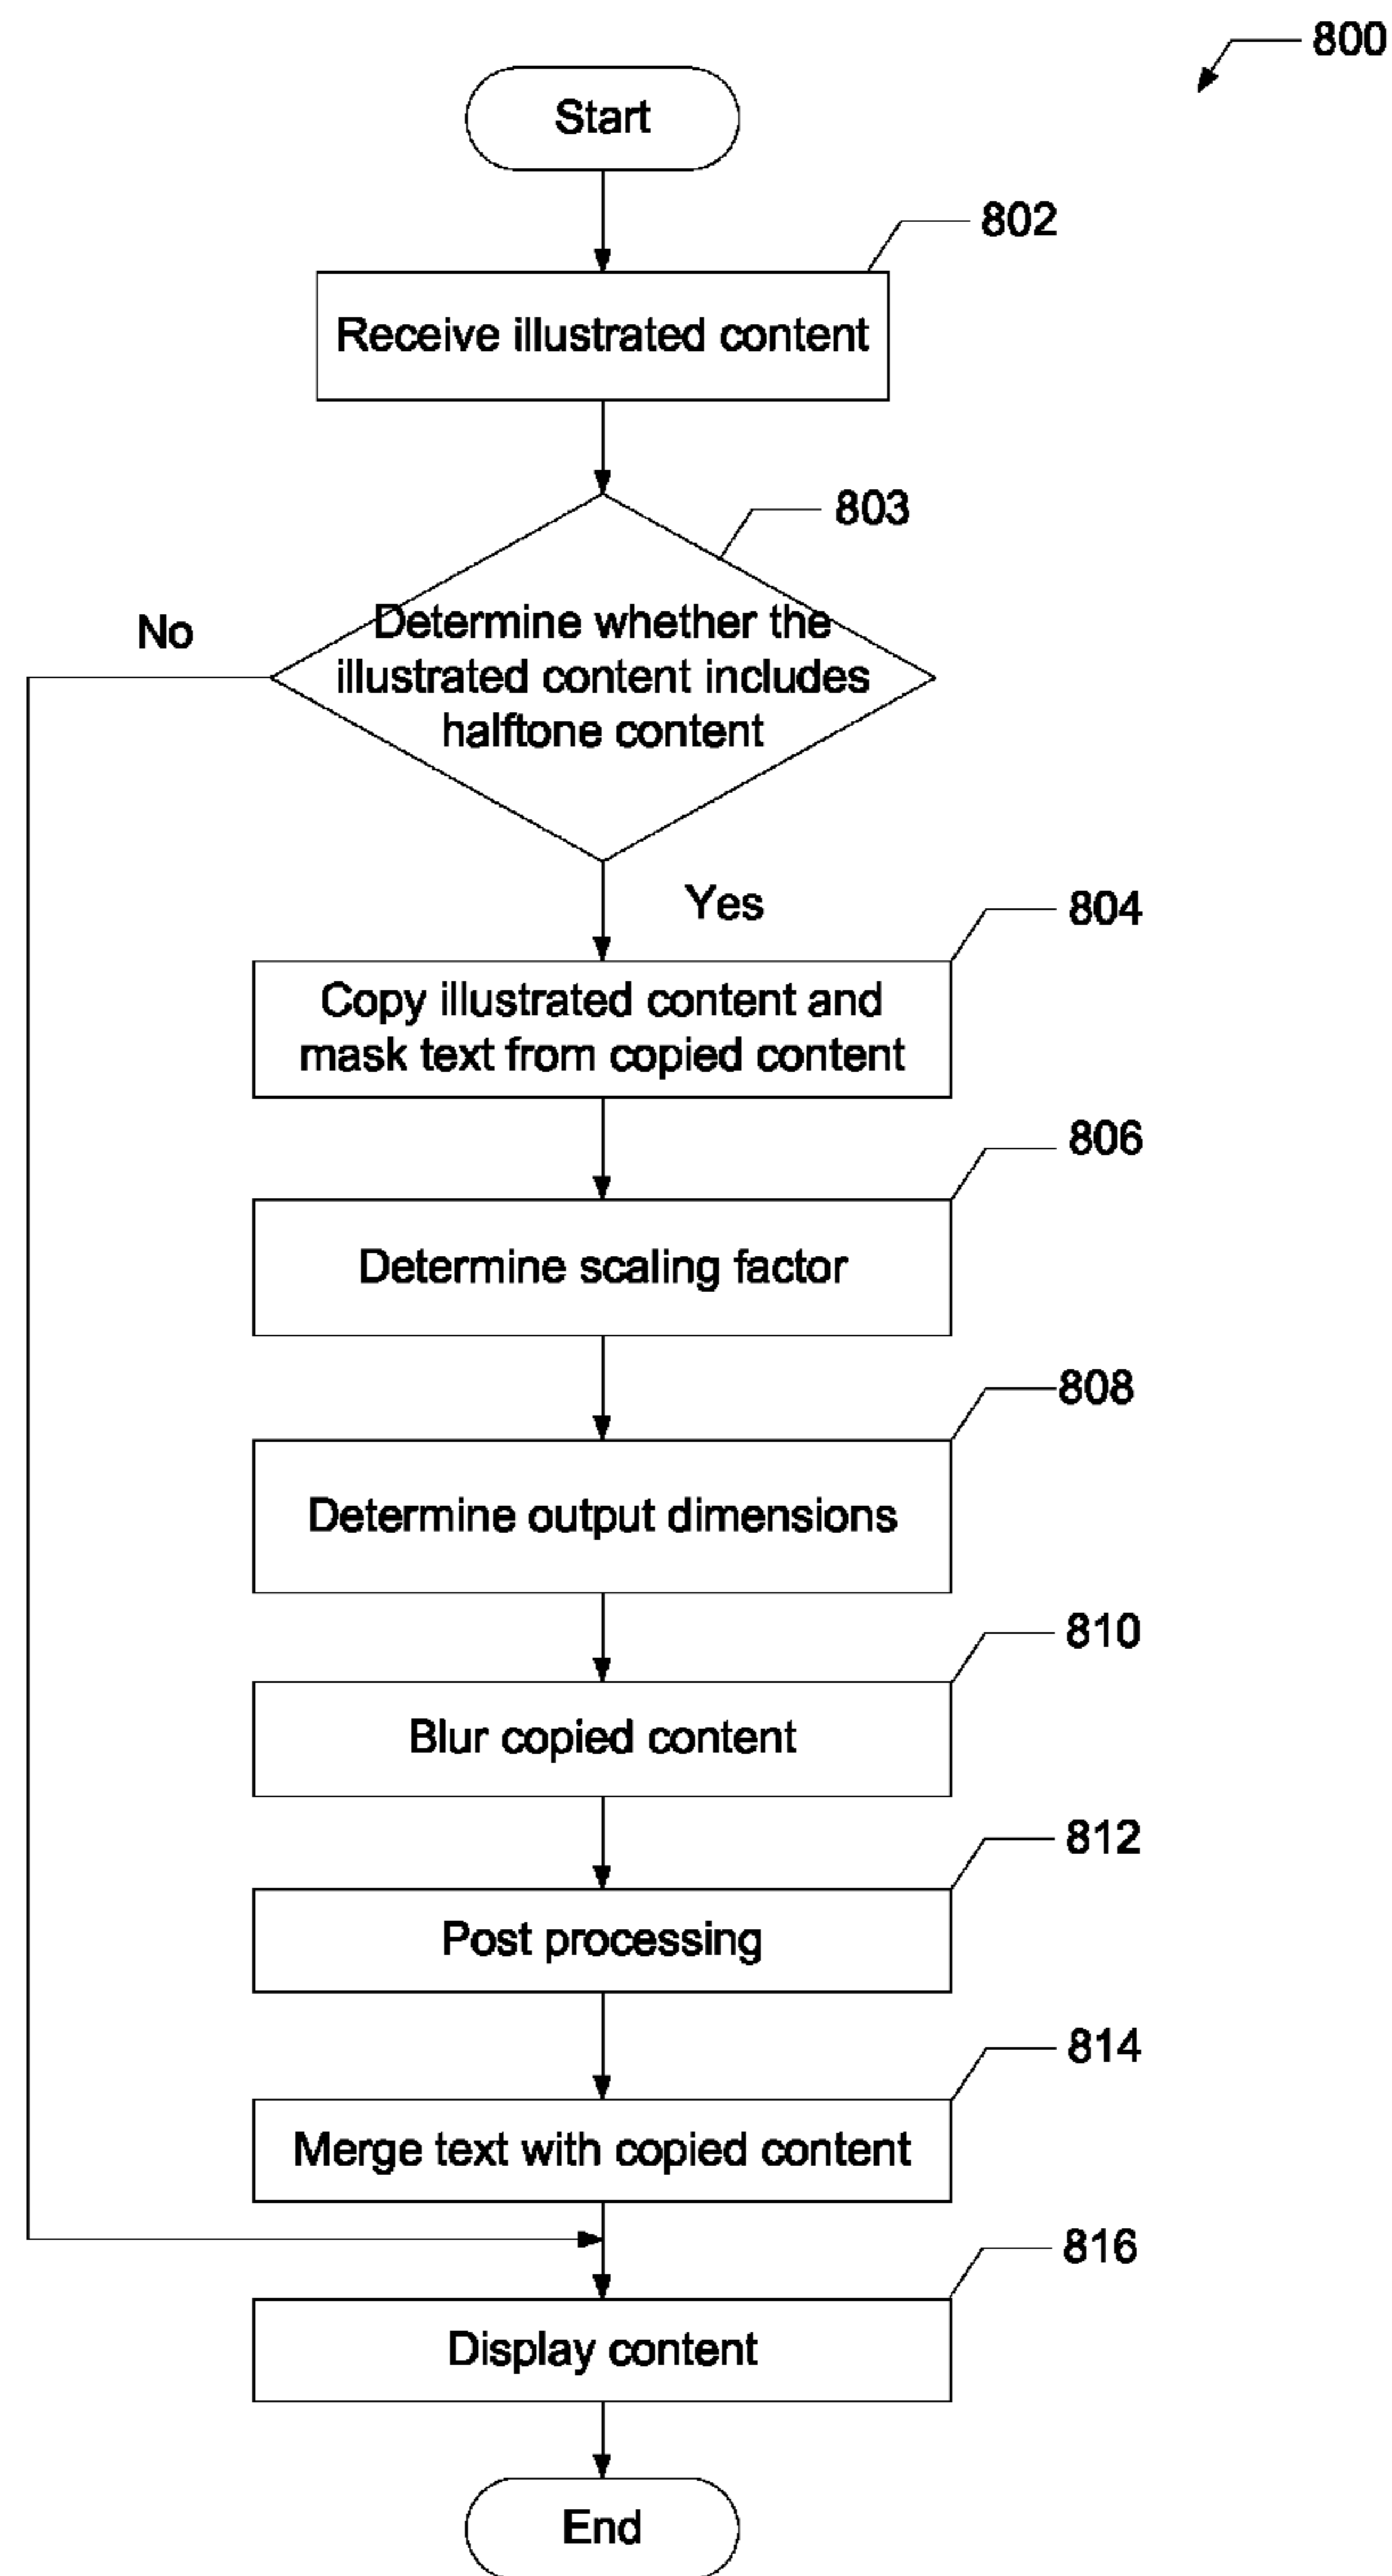 800
Start
802
Receive illustrated content
803
No
Determine whether the
illustrated content includes
halftone content
Yes
804
Copy illustrated content and
mask text from copied content
806
Determine scaling factor
808
Determine output dimensions
810
Blur copied content
812
Post processing
814
Merge text with copied content
816
Display content
End